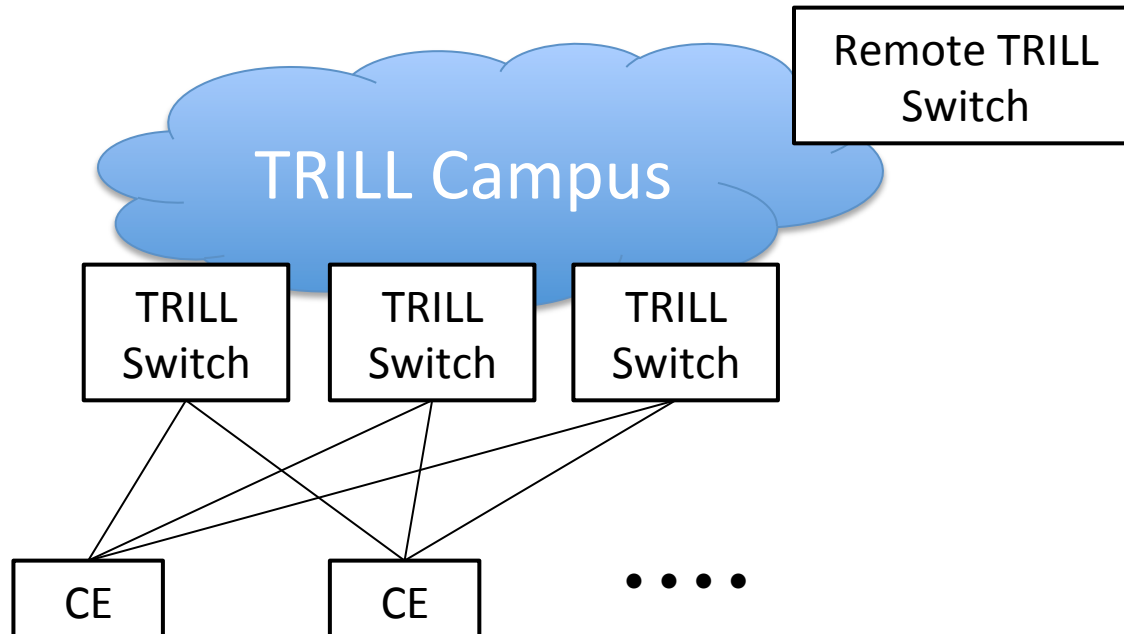 Remote TRILL
Switch
TRILL Campus
TRILL
Switch
TRILL
Switch
TRILL
Switch
CE
CE